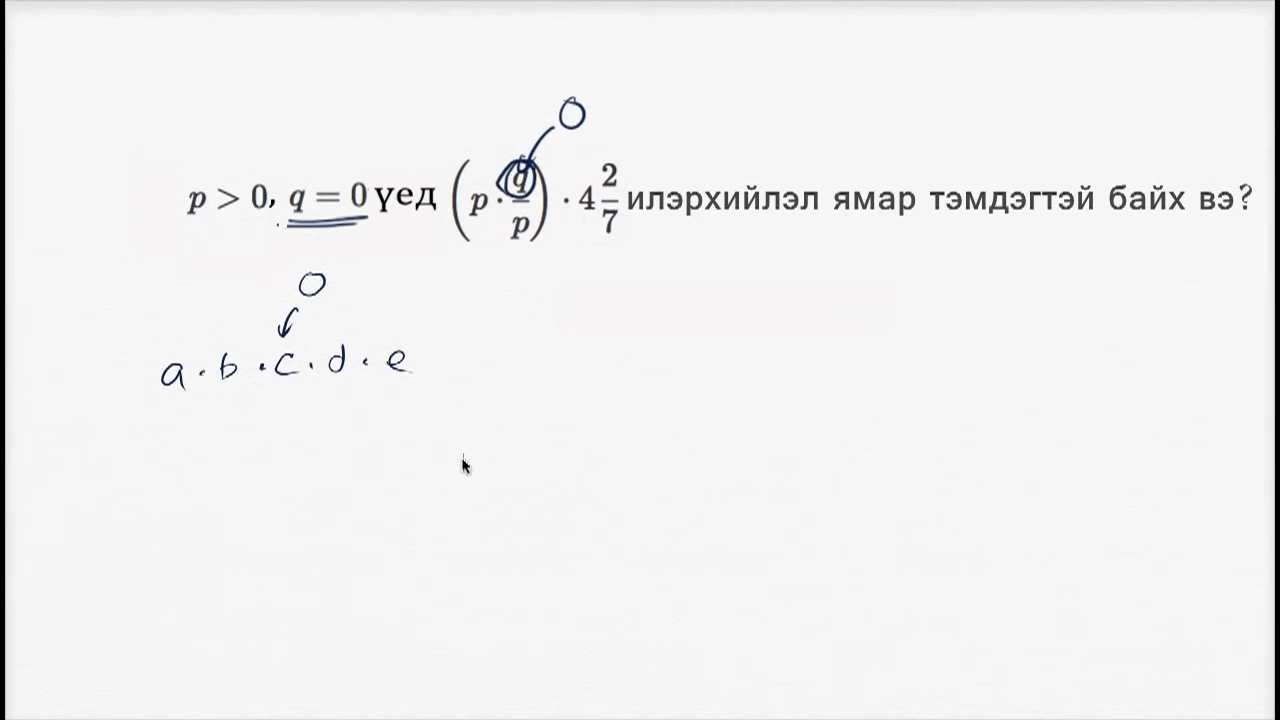 0
p > 0, q = 0 үед (p · q/p) · 4 2/7 илэрхийлэл ямар тэмдэгтэй байх вэ?
0
a · b · c · d · e